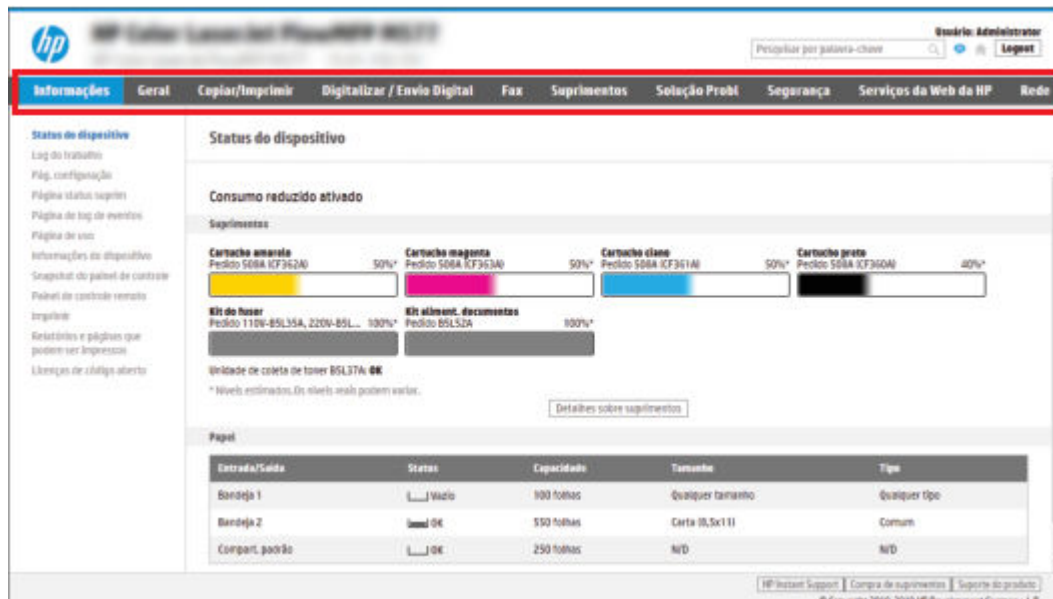 hp
Usuário: Administrator
Pesquisar por palavra-chave
Logout
Informações Geral Copiar/Imprimir Digitalizar / Envio Digital Fax Suprimentos Solução Probl Segurança Serviços da Web da HP Rede
Status do dispositivo
Log do trabalho
Pág. configuração
Página status suprim
Página de log de eventos
Página de uso
Informações do dispositivo
Snapshot do painel de controle
Painel de controle remoto
Imprimir
Relatórios e páginas que
podem ser impressos
Licenças de código aberto
Status do dispositivo
Consumo reduzido ativado
Suprimentos
Cartucho amarelo
Pedido 508A (CF362A) 50%*
Cartucho magenta
Pedido 508A (CF363A) 50%*
Cartucho ciano
Pedido 508A (CF361A) 50%*
Cartucho preto
Pedido 508A (CF360A) 40%*
Kit do fusor
Pedido 110V-B5L35A, 220V-B5L... 100%*
Kit aliment. documentos
Pedido B5L52A 100%*
Unidade de coleta de toner B5L37A: OK
* Níveis estimados. Os níveis reais podem variar.
Detalhes sobre suprimentos
Papel
Entrada/Saída Status Capacidade Tamanho Tipo
Bandeja 1 Vazio 100 folhas Qualquer tamanho Qualquer tipo
Bandeja 2 OK 550 folhas Carta (8,5x11) Comum
Compart. padrão OK 250 folhas N/D N/D
HP Instant Support Compra de suprimentos Suporte do produto